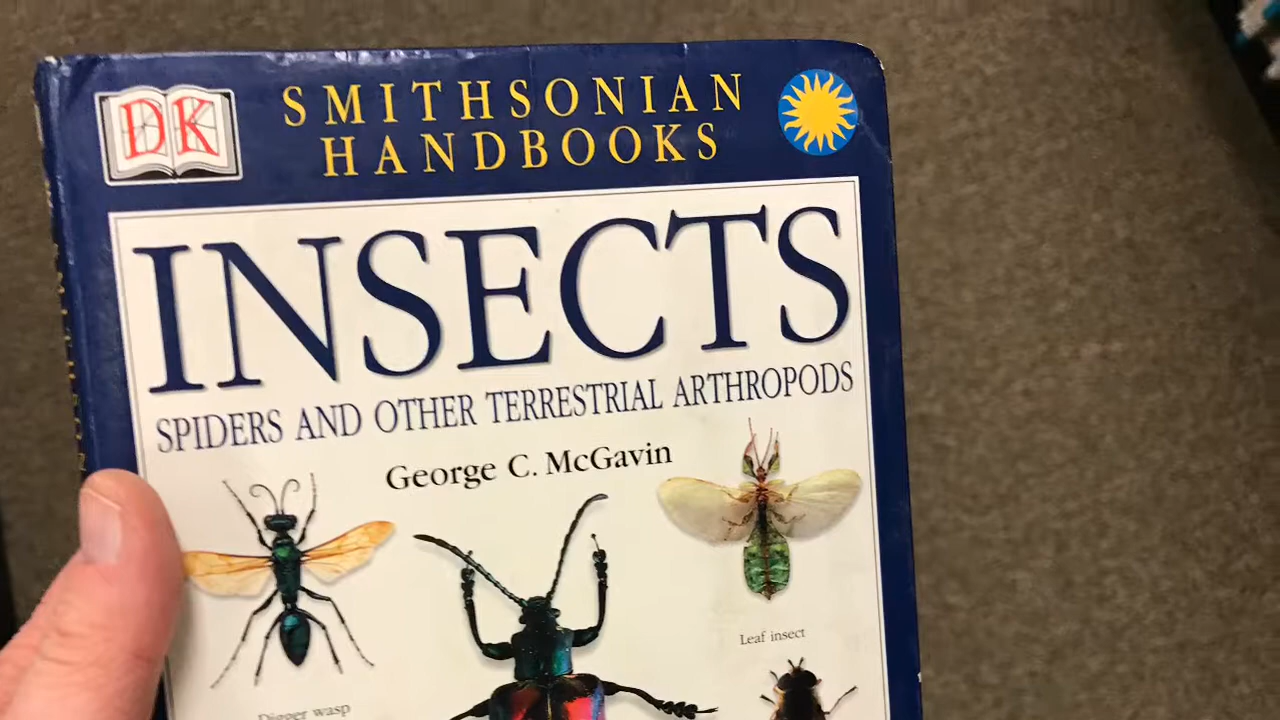 DK
SMITHSONIAN
HANDBOOKS
INSECTS
SPIDERS AND OTHER TERRESTRIAL ARTHROPODS
George C. McGavin
Leaf insect
Digger wasp